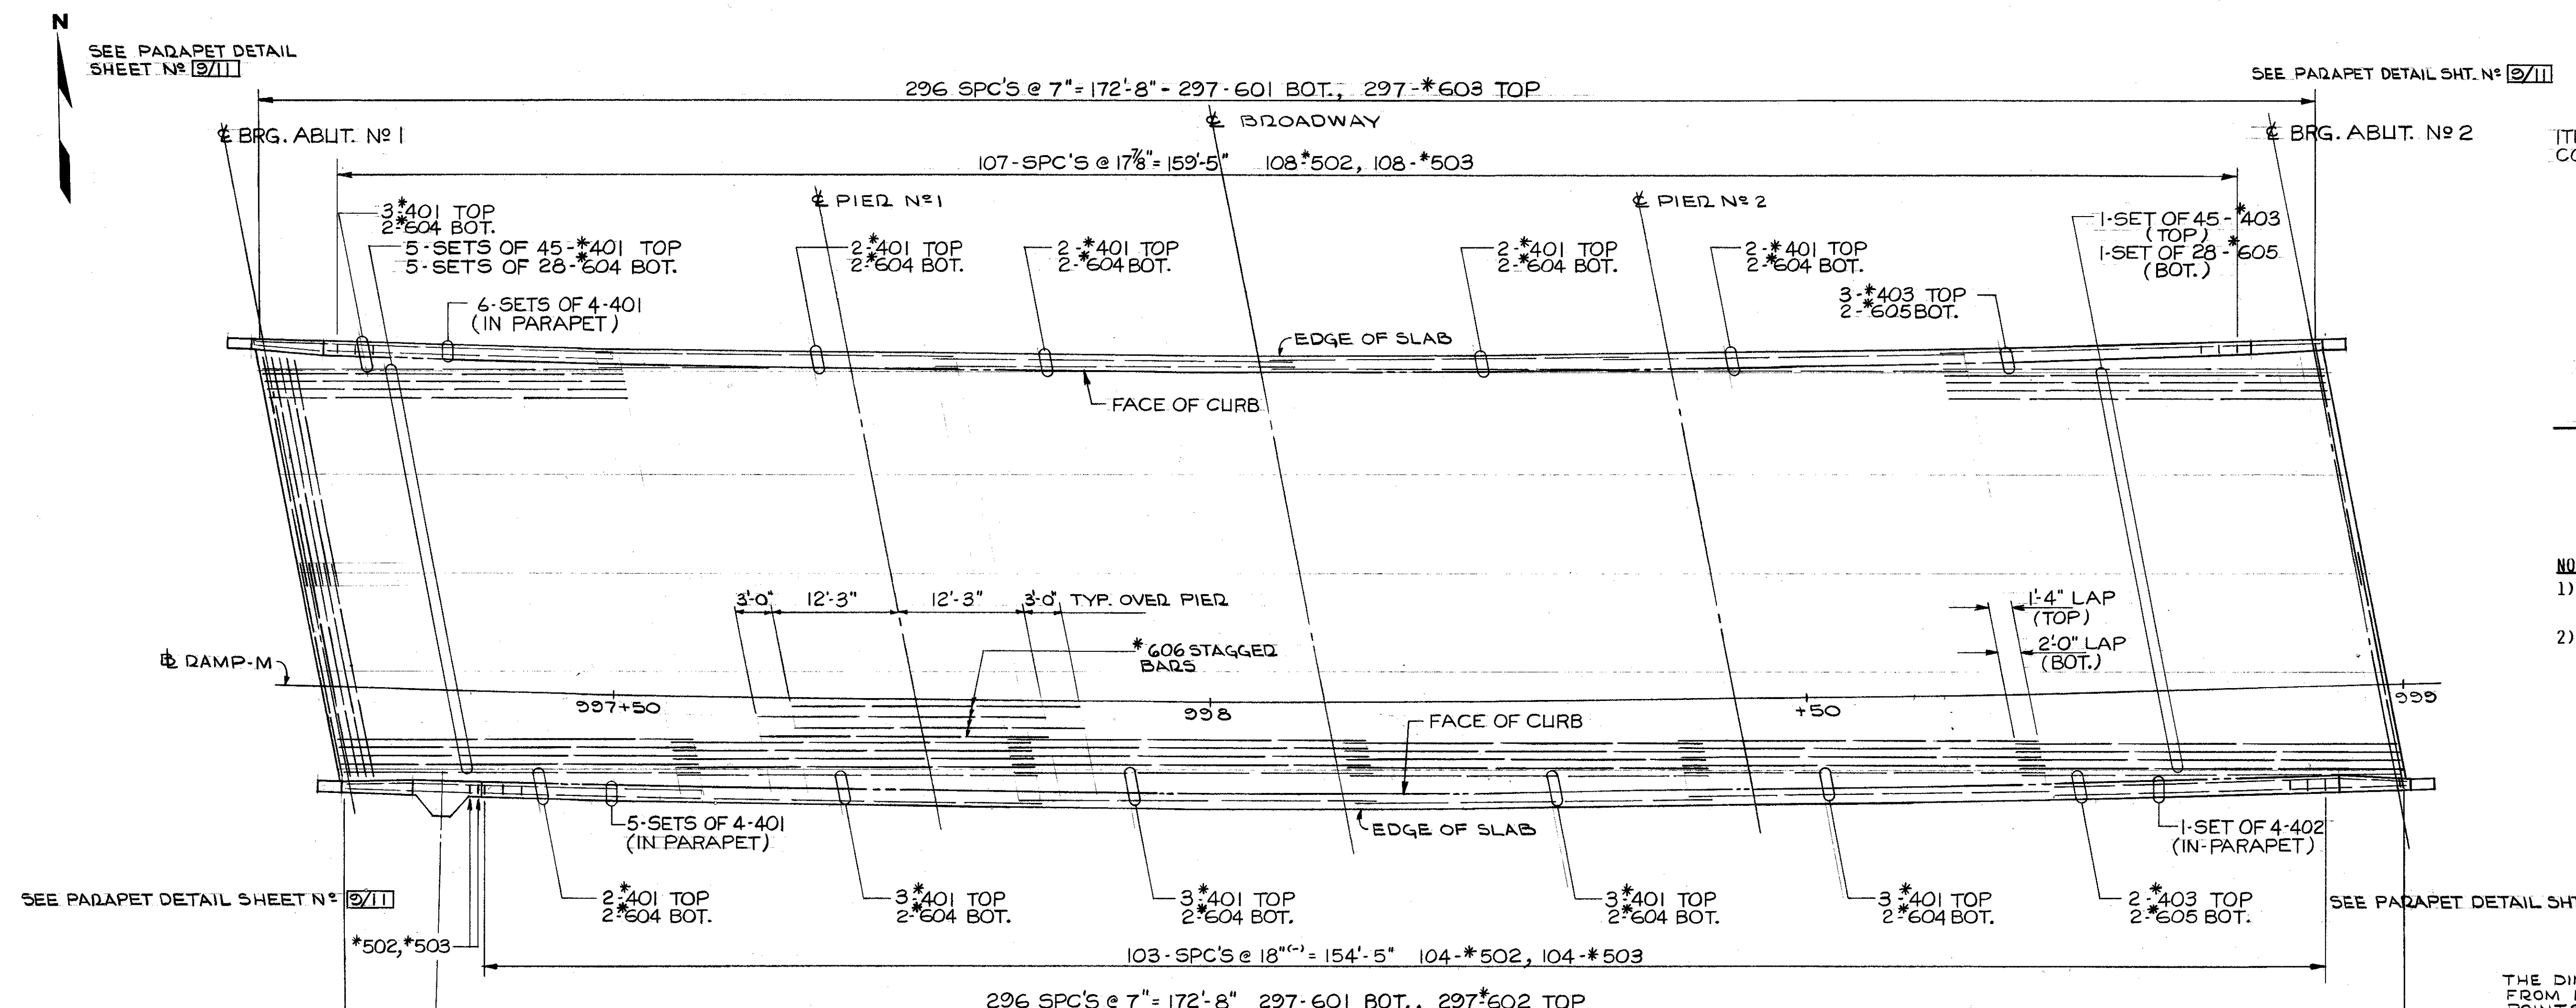 N
SEE PARAPET DETAIL
SHEET Nº 9/11
SEE PARAPET DETAIL SHT. Nº 9/11
296 SPC'S @ 7" = 172'-8" - 297-601 BOT., 297-*603 TOP
℄ BROADWAY
℄ BRG. ABUT. Nº 1
℄ BRG. ABUT. Nº 2
107-SPC'S @ 17⅞" = 159'-5" 108-*502, 108-*503
℄ PIER Nº 1
℄ PIER Nº 2
3-*401 TOP
2-*604 BOT.
5-SETS OF 45-*401 TOP
5-SETS OF 28-*604 BOT.
2-*401 TOP
2-*604 BOT.
2-*401 TOP
2-*604 BOT.
2-*401 TOP
2-*604 BOT.
2-*401 TOP
2-*604 BOT.
1-SET OF 45-*403
(TOP)
1-SET OF 28-*605
(BOT.)
3-*403 TOP
2-*605 BOT.
6-SETS OF 4-401
(IN PARAPET)
EDGE OF SLAB
FACE OF CURB
3'-0" 12'-3" 12'-3" 3'-0" TYP. OVER PIER
1'-4" LAP
(TOP)
2'-0" LAP
(BOT.)
*606 STAGGED
BARS
NO
1)
2)
℄ RAMP-M
997+50
998
+50
999
FACE OF CURB
EDGE OF SLAB
5-SETS OF 4-401
(IN PARAPET)
1-SET OF 4-402
(IN-PARAPET)
SEE PARAPET DETAIL SHEET Nº 9/11
2-*401 TOP
2-*604 BOT.
3-*401 TOP
2-*604 BOT.
3-*401 TOP
2-*604 BOT.
3-*401 TOP
2-*604 BOT.
3-*401 TOP
2-*604 BOT.
2-*403 TOP
2-*605 BOT.
SEE PARAPET DETAIL SHT
*502, *503
103-SPC'S @ 18"(-) = 154'-5" 104-*502, 104-*503
296 SPC'S @ 7" = 172'-8" 297-601 BOT., 297*602 TOP
THE DI
FROM